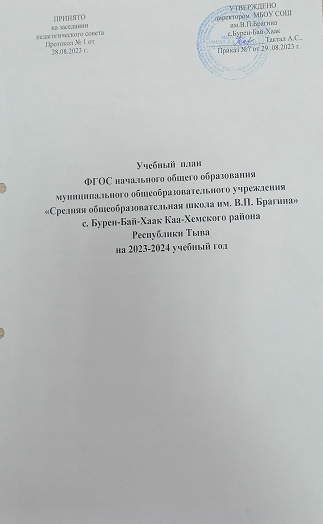 ПРИНЯТО
на заседании
педагогического совета
Протокол № 1 от
28.08.2023 г.
УТВЕРЖДЕНО
директором МБОУ СОШ
им.В.П.Брагина
с.Бурен-Бай-Хаак
Тактал А.С.
Приказ №7 от 29. 08.2023 г.
Учебный план
ФГОС начального общего образования
муниципального общеобразовательного учреждения
«Средняя общеобразовательная школа им. В.П. Брагина»
с. Бурен-Бай-Хаак Каа-Хемского района
Республики Тыва
на 2023-2024 учебный год